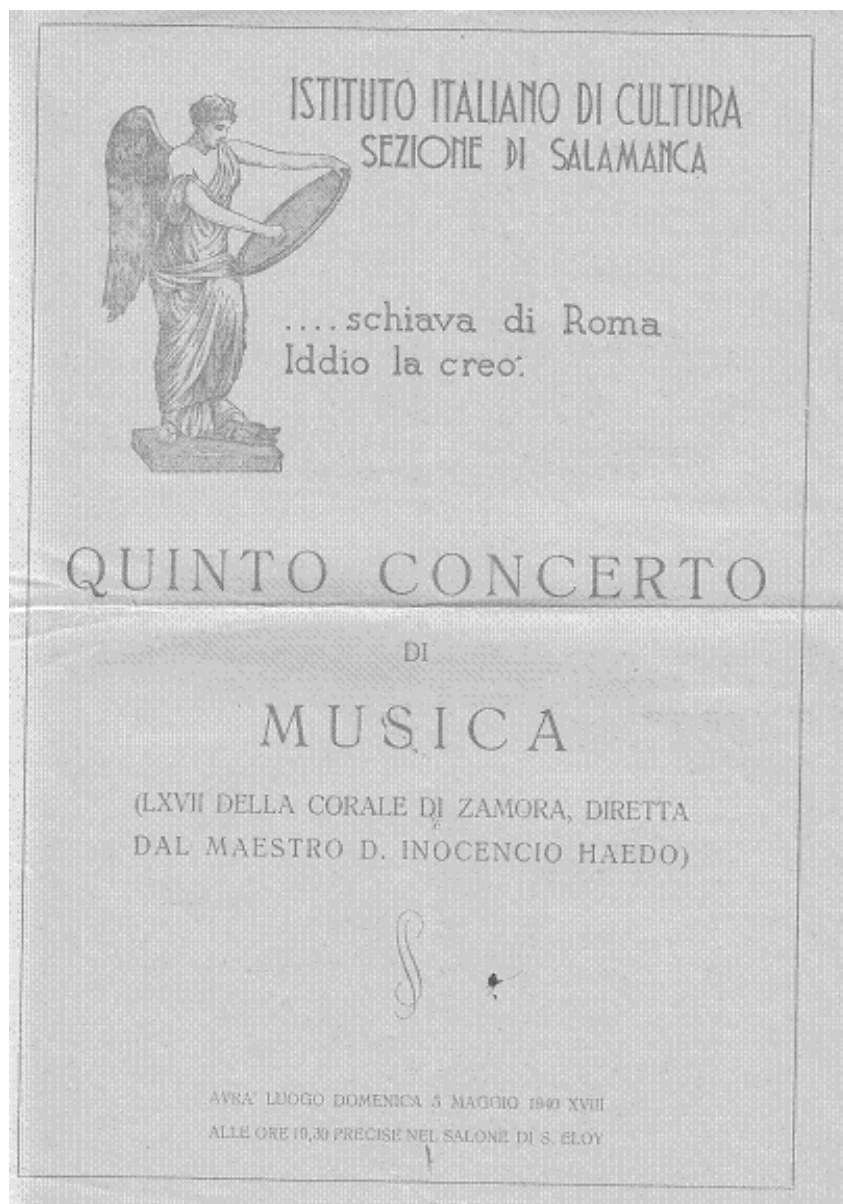 ISTITUTO ITALIANO DI CULTURA
SEZIONE DI SALAMANCA
....schiava di Roma
Iddio la creó.
QUINTO CONCERTO
DI
MUSICA
(LXVII DELLA CORALE DI ZAMORA, DIRETTA
DAL MAESTRO D. INOCENCIO HAEDO)
AVRA' LUOGO DOMENICA 5 MAGGIO 1940 XVIII
ALLE ORE 19,30 PRECISE NEL SALONE DI S. ELOY